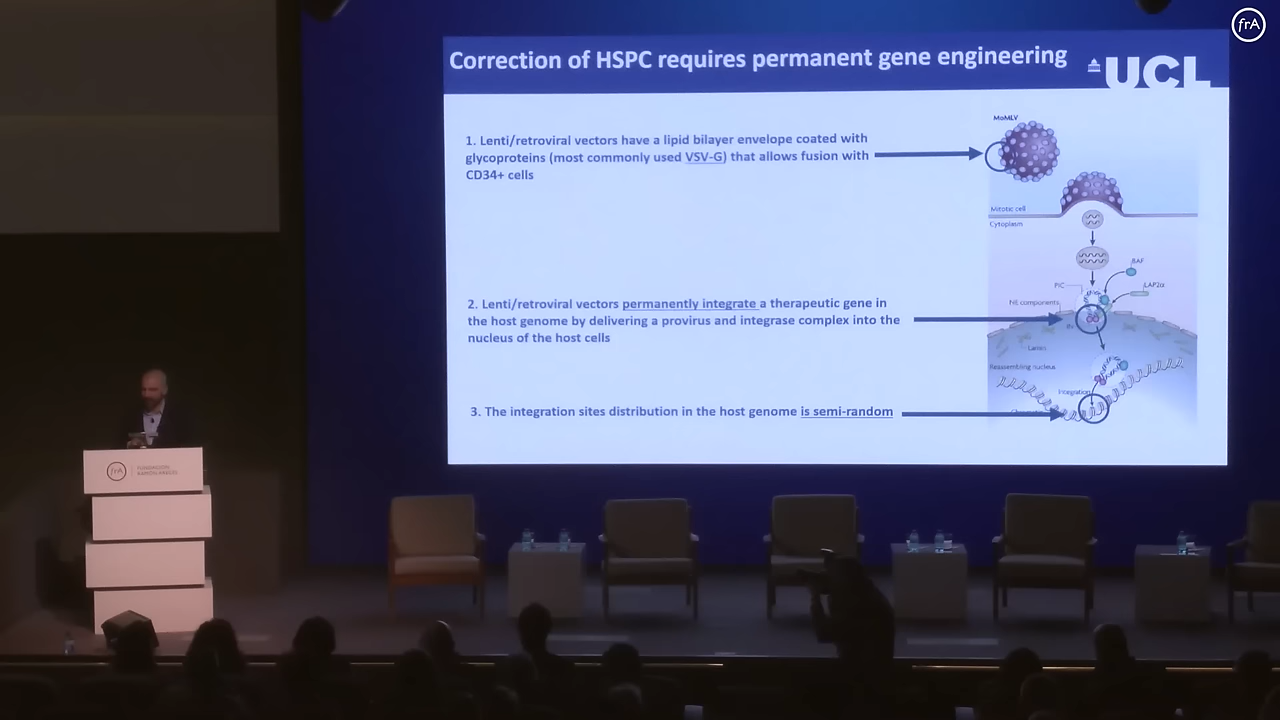 frA
Correction of HSPC requires permanent gene engineering
UCL
1. Lenti/retroviral vectors have a lipid bilayer envelope coated with
glycoproteins (most commonly used VSV-G) that allows fusion with
CD34+ cells
MoMLV
Mitotic cell
Cytoplasm
BAF
PIC
LAP2α
NE components
IN
Lamins
2. Lenti/retroviral vectors permanently integrate a therapeutic gene in
the host genome by delivering a provirus and integrase complex into the
nucleus of the host cells
Reassembling nucleus
Integration
3. The integration sites distribution in the host genome is semi-random
frA
FUNDACIÓN
RAMÓN ARECES